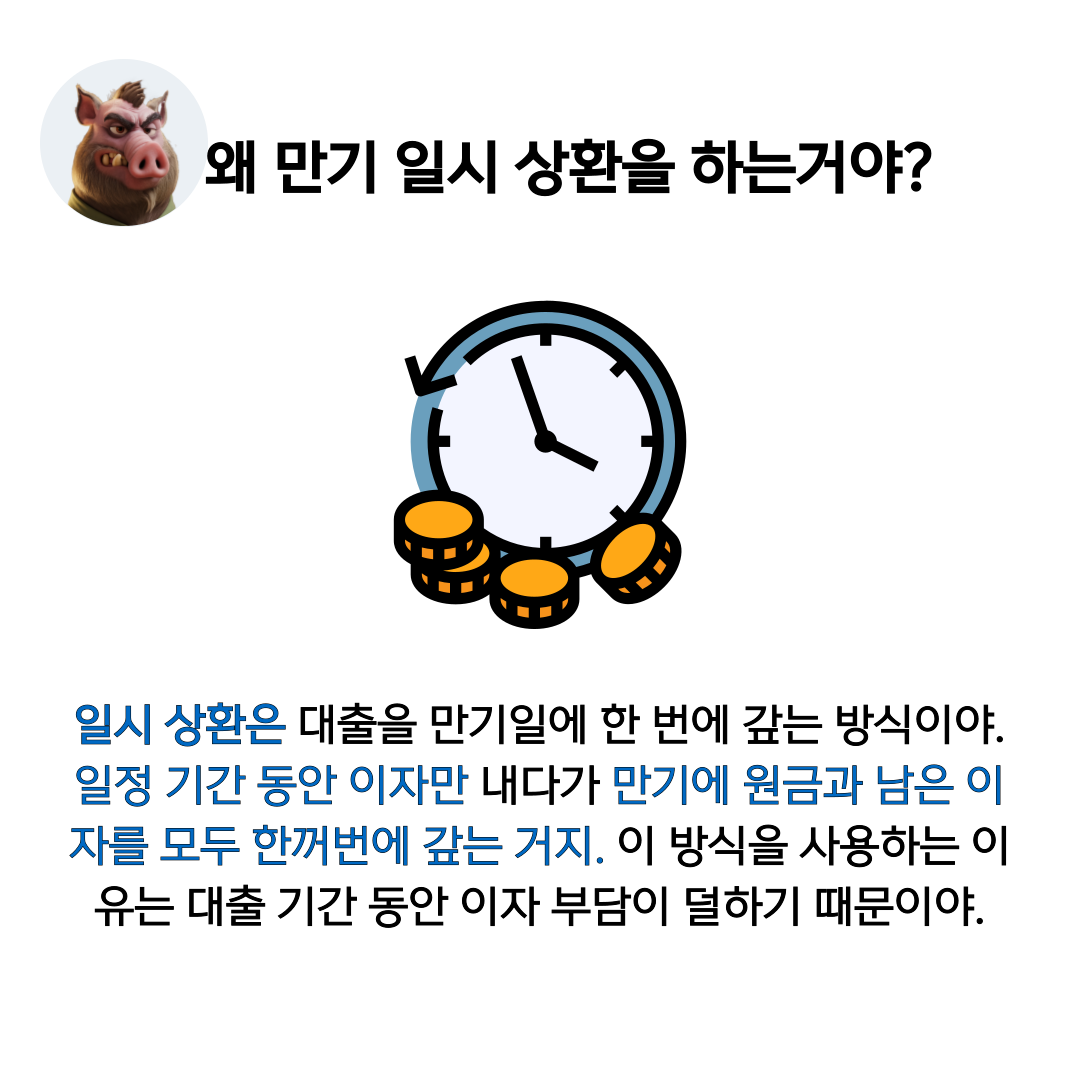 왜 만기 일시 상환을 하는거야?
일시 상환은 대출을 만기일에 한 번에 갚는 방식이야.
일정 기간 동안 이자만 내다가 만기에 원금과 남은 이
자를 모두 한꺼번에 갚는 거지. 이 방식을 사용하는 이
유는 대출 기간 동안 이자 부담이 덜하기 때문이야.